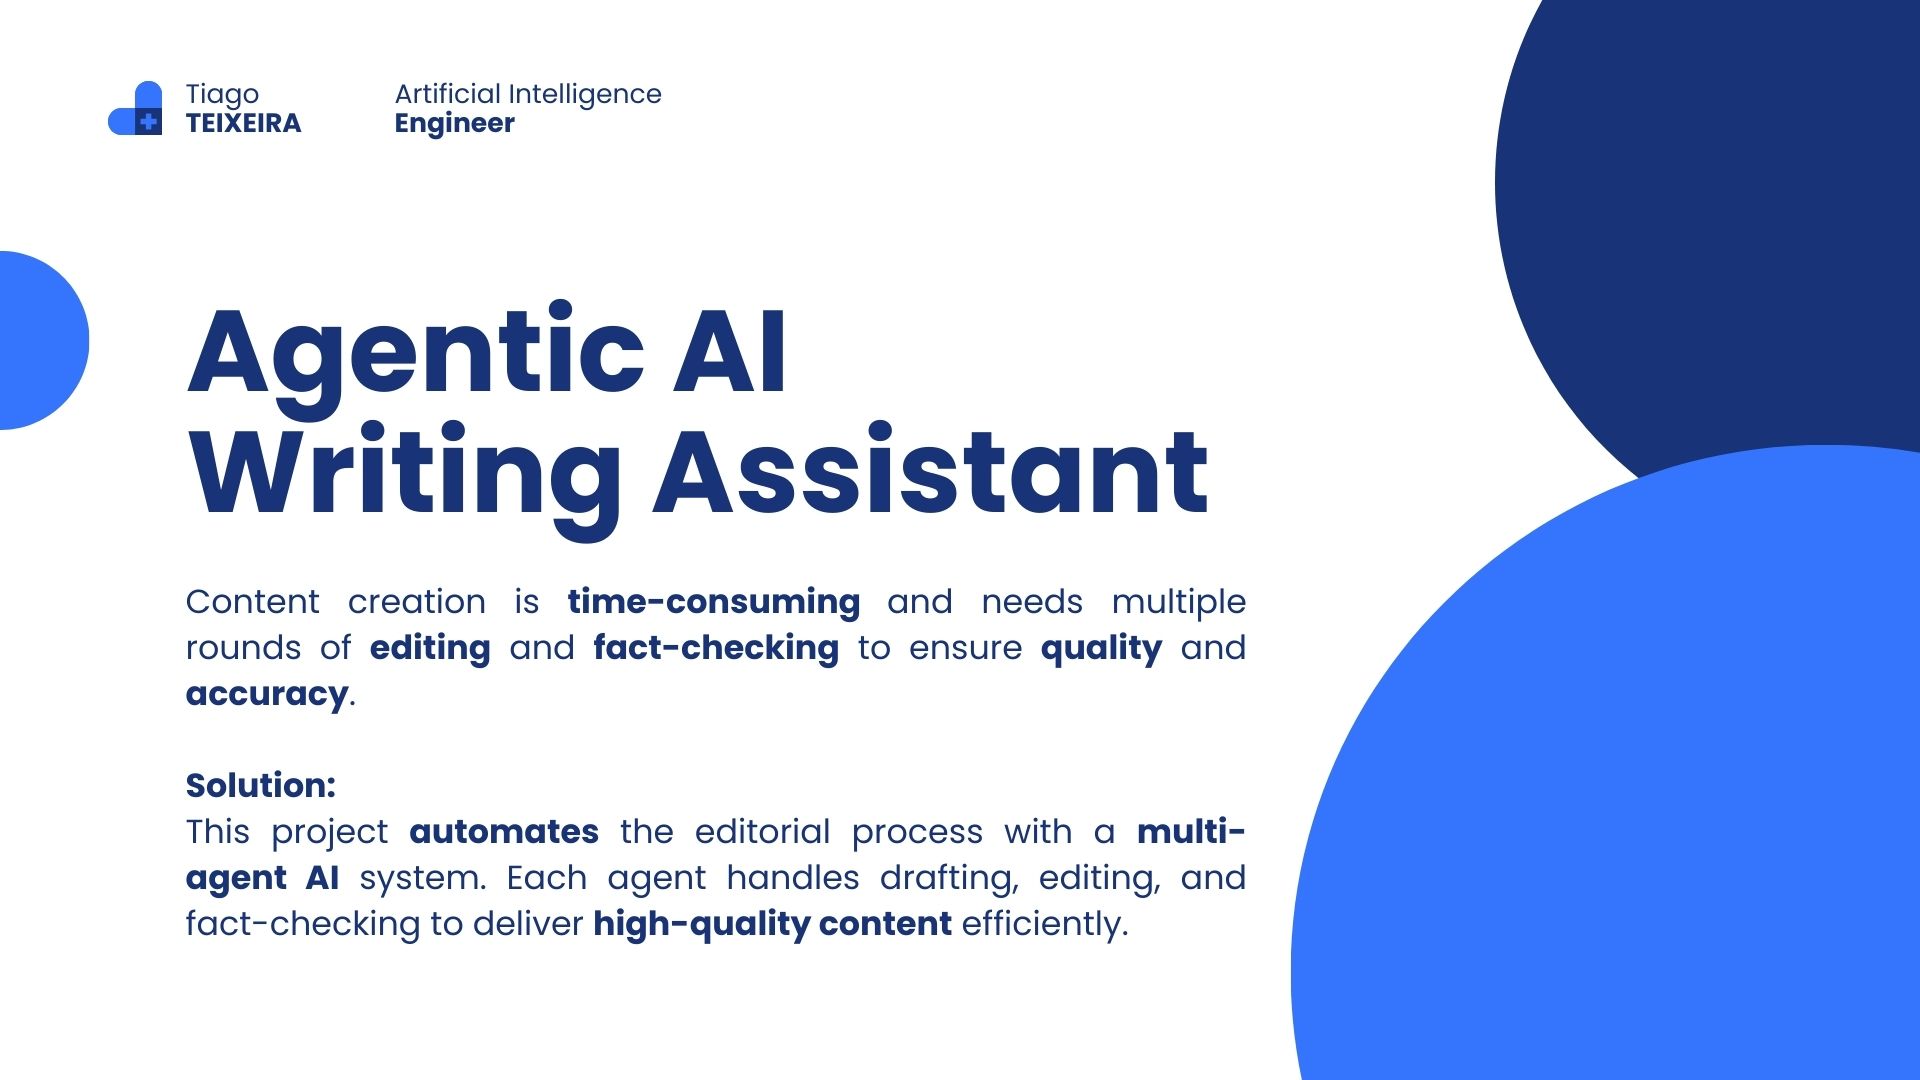 Tiago
TEIXEIRA
Artificial Intelligence
Engineer
Agentic AI
Writing Assistant
Content creation is time-consuming and needs multiple
rounds of editing and fact-checking to ensure quality and
accuracy.
Solution:
This project automates the editorial process with a multi-
agent AI system. Each agent handles drafting, editing, and
fact-checking to deliver high-quality content efficiently.